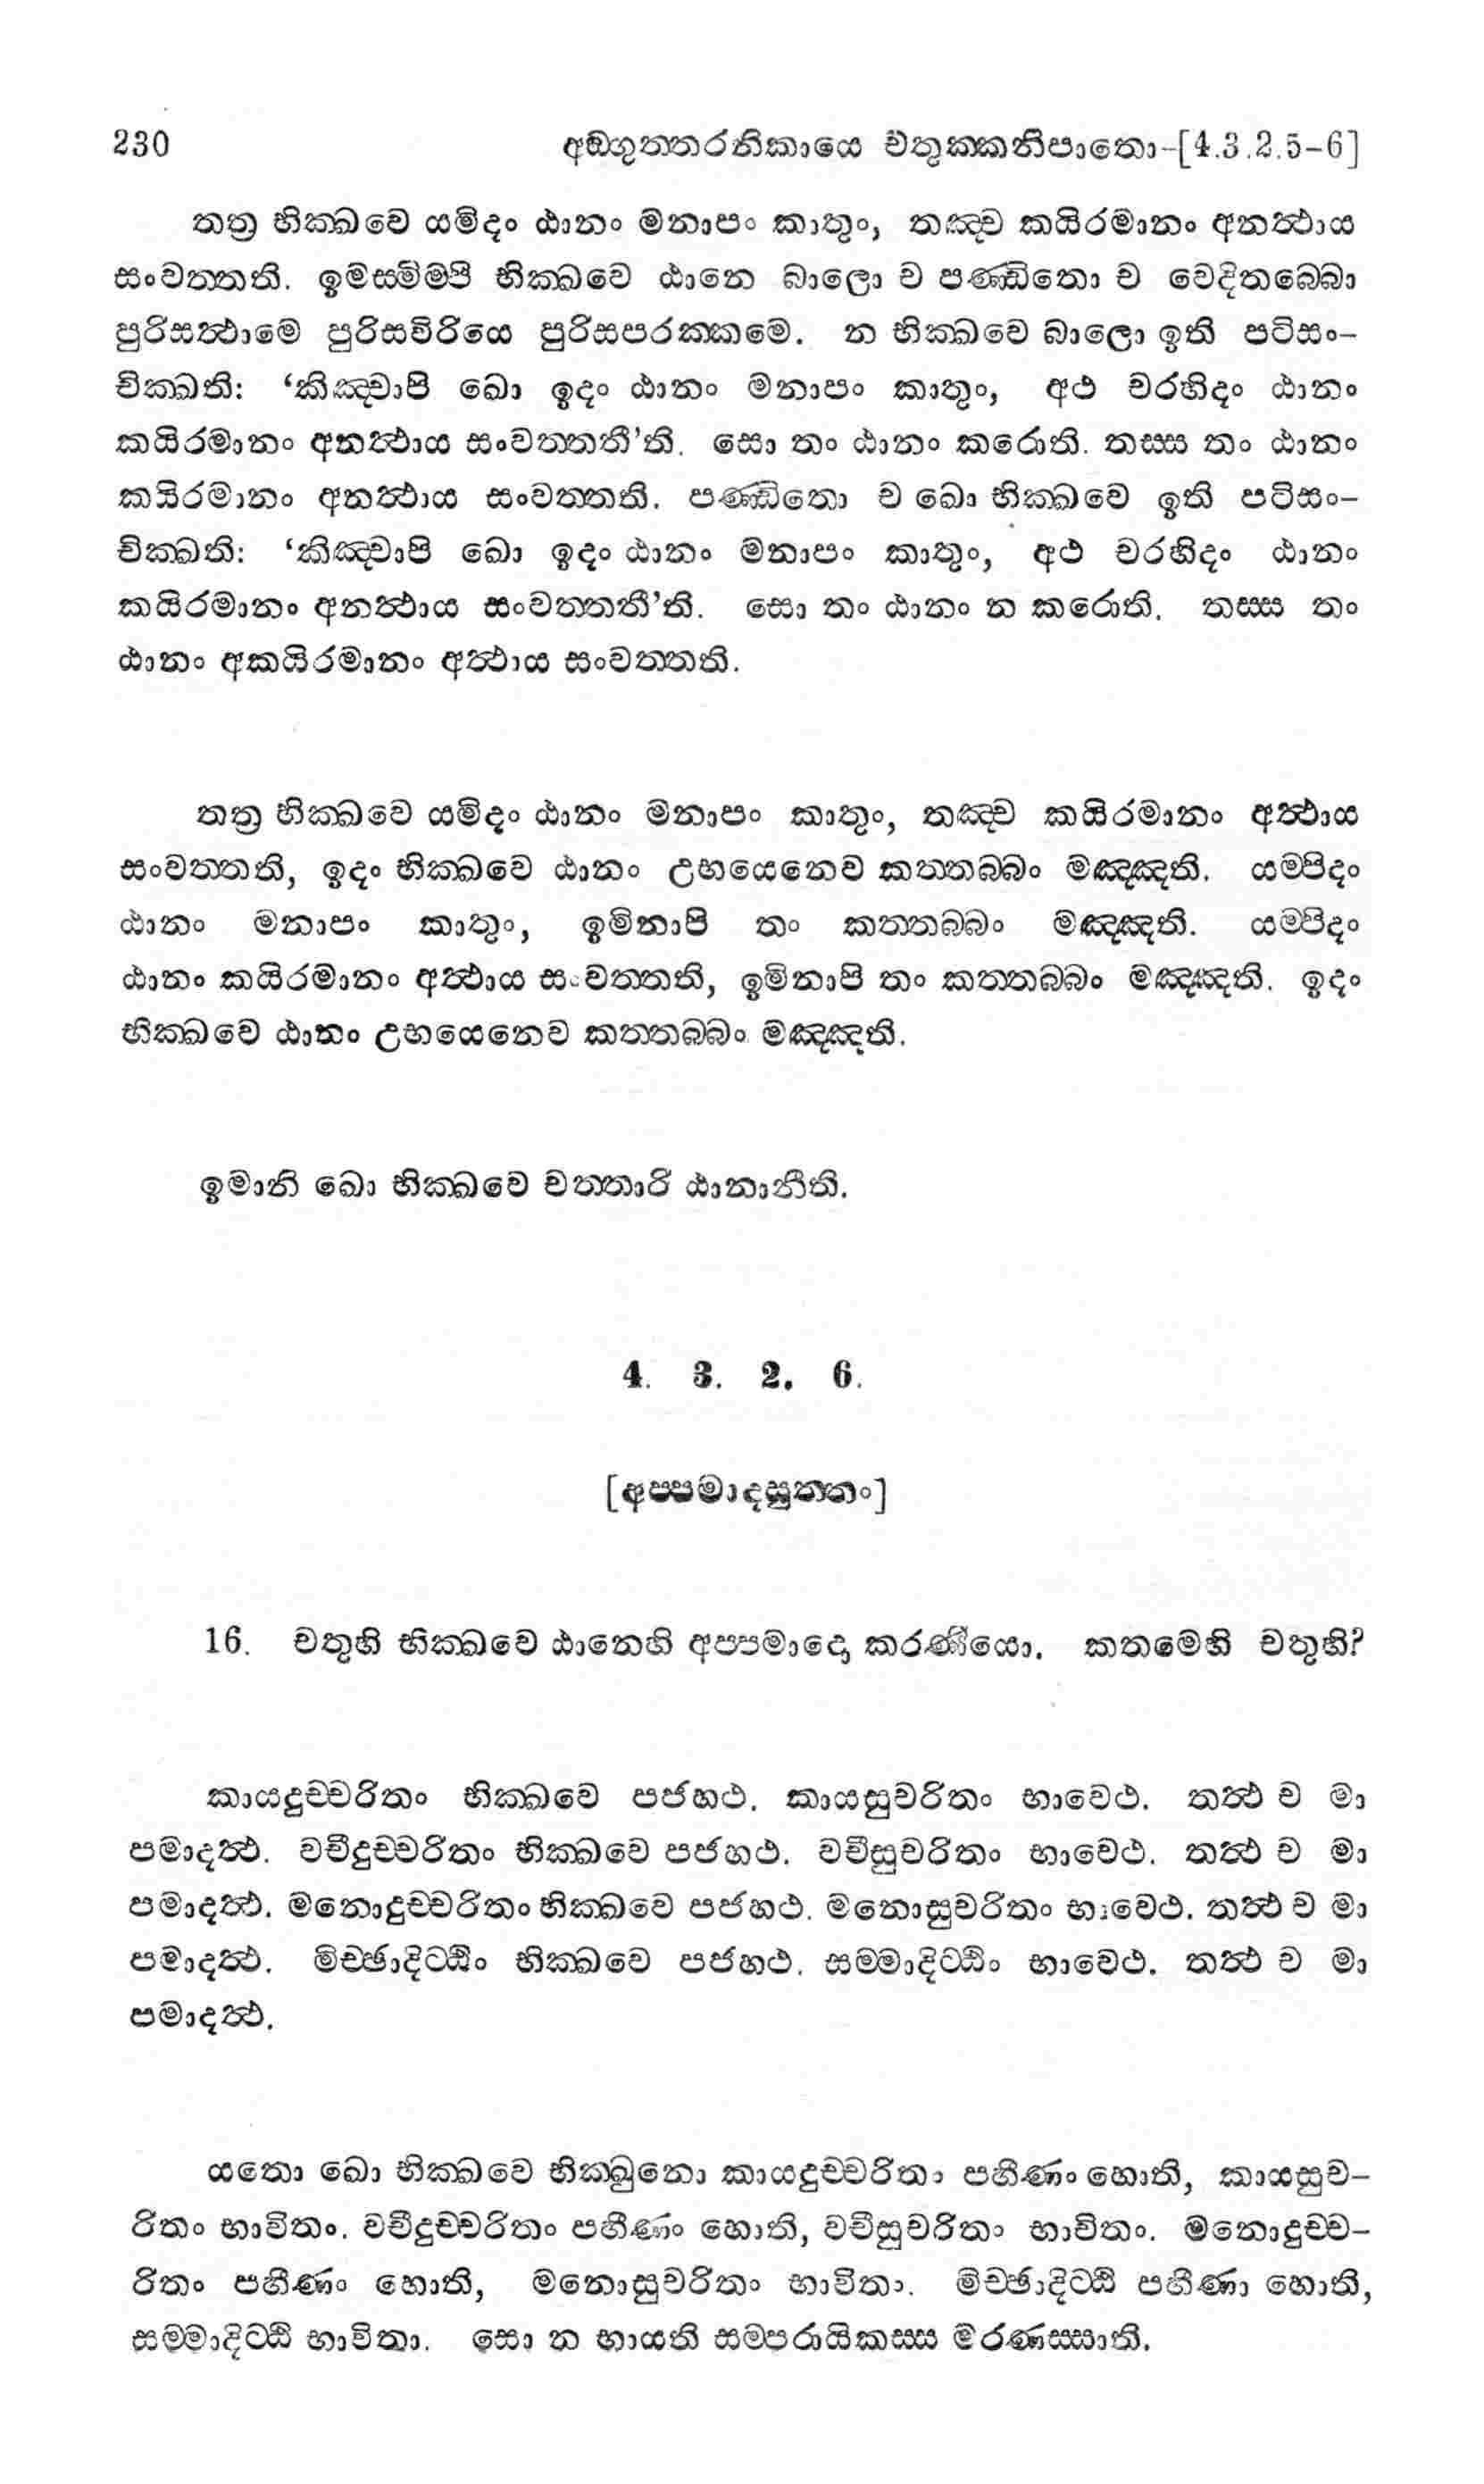 230 අඞ්ගුත්තරනිකායෙ චතුක්කනිපාතො-[4.3.2.5-6]
තත්‍ර භික්ඛවෙ යමිදං ඨානං මනාපං කාතුං, තඤ්ච කයිරමානං අනත්ථාය
සංවත්තති. ඉමස්මිම්පි භික්ඛවෙ ඨානෙ බාලො ච පණ්ඩිතො ච වෙදිතබ්බො
පුරිසත්ථාමෙ පුරිසවිරියෙ පුරිසපරක්කමෙ. න භික්ඛවෙ බාලො ඉති පටිසං-
චික්ඛති: ‘කිඤ්චාපි ඛො ඉදං ඨානං මනාපං කාතුං, අථ චරහිදං ඨානං
කයිරමානං අනත්ථාය සංවත්තතී’ති. සො තං ඨානං කරොති. තස්ස තං ඨානං
කයිරමානං අනත්ථාය සංවත්තති. පණ්ඩිතො ච ඛො භික්ඛවෙ ඉති පටිසං-
චික්ඛති: ‘කිඤ්චාපි ඛො ඉදං ඨානං මනාපං කාතුං, අථ චරහිදං ඨානං
කයිරමානං අනත්ථාය සංවත්තතී’ති. සො තං ඨානං න කරොති. තස්ස තං
ඨානං අකයිරමානං අත්ථාය සංවත්තති.
තත්‍ර භික්ඛවෙ යමිදං ඨානං මනාපං කාතුං, තඤ්ච කයිරමානං අත්ථාය
සංවත්තති, ඉදං භික්ඛවෙ ඨානං උභයෙනෙව කත්තබ්බං මඤ්ඤති. යම්පිදං
ඨානං මනාපං කාතුං, ඉමිනාපි තං කත්තබ්බං මඤ්ඤති. යම්පිදං
ඨානං කයිරමානං අත්ථාය සංවත්තති, ඉමිනාපි තං කත්තබ්බං මඤ්ඤති. ඉදං
භික්ඛවෙ ඨානං උභයෙනෙව කත්තබ්බං මඤ්ඤති.
ඉමානි ඛො භික්ඛවෙ චත්තාරි ඨානානීති.
4. 3. 2. 6.
[අප්පමාදසුත්තං]
16. චතුහි භික්ඛවෙ ඨානෙහි අප්පමාදො කරණීයො. කතමෙහි චතුහි?
කායදුච්චරිතං භික්ඛවෙ පජහථ. කායසුචරිතං භාවෙථ. තත්ථ ච මා
පමාදත්ථ. වචීදුච්චරිතං භික්ඛවෙ පජහථ. වචීසුචරිතං භාවෙථ. තත්ථ ච මා
පමාදත්ථ. මනොදුච්චරිතං භික්ඛවෙ පජහථ. මනොසුචරිතං භාවෙථ. තත්ථ ච මා
පමාදත්ථ. මිච්ඡාදිට්ඨිං භික්ඛවෙ පජහථ. සම්මාදිට්ඨිං භාවෙථ. තත්ථ ච මා
පමාදත්ථ.
යතො ඛො භික්ඛවෙ භික්ඛුනො කායදුච්චරිතං පහීණං හොති, කායසුච-
රිතං භාවිතං. වචීදුච්චරිතං පහීණං හොති, වචීසුචරිතං භාවිතං. මනොදුච්ච-
රිතං පහීණං හොති, මනොසුචරිතං භාවිතං. මිච්ඡාදිට්ඨි පහීණා හොති,
සම්මාදිට්ඨි භාවිතා. සො න භායති සම්පරායිකස්ස මරණස්සාති.